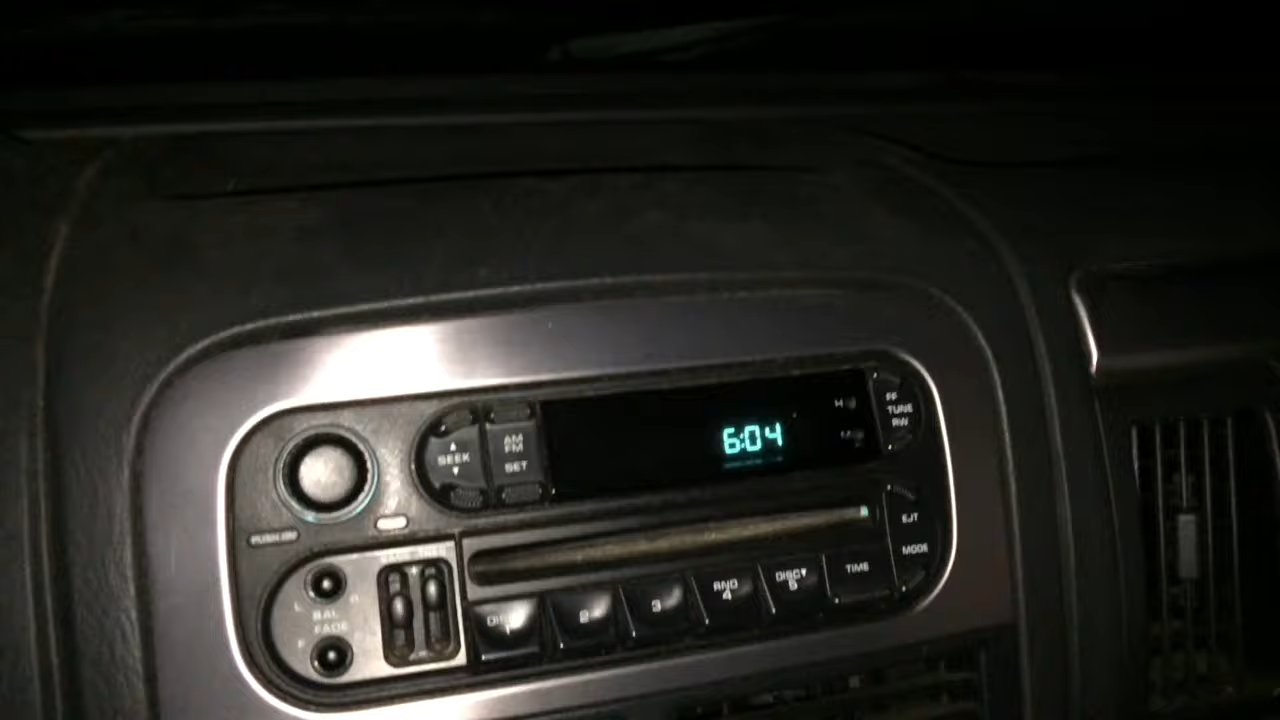 6:04
SEEK
AM
FM
SET
FF
TUNE
RW
EJT
MODE
PUSH ON
L
R
BAL
FADE
F
DISC
1
2
3
RND
4
DISC
5
TIME